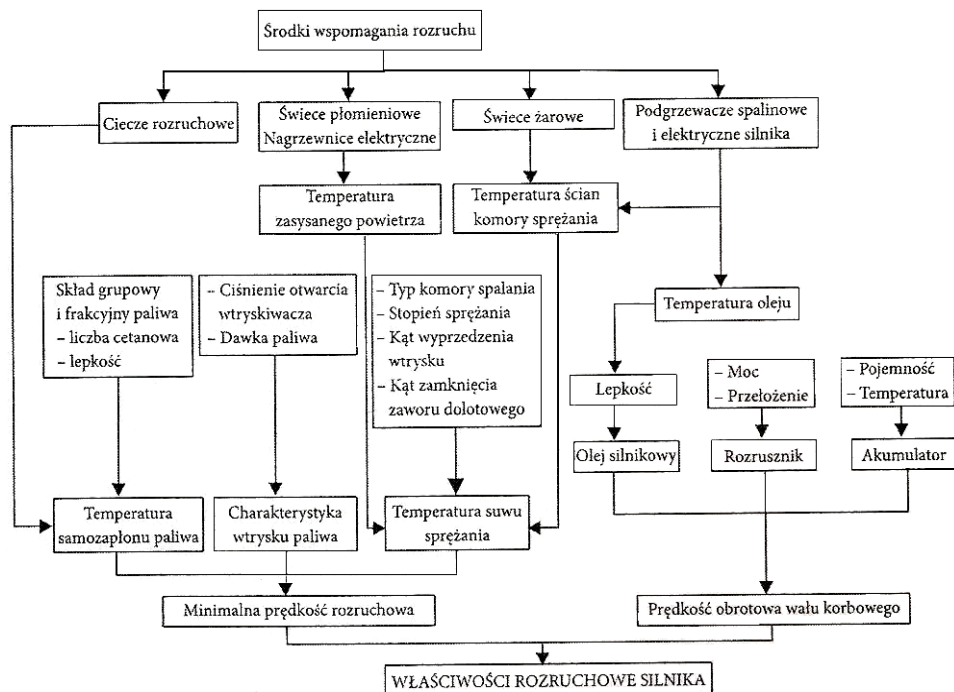 Środki wspomagania rozruchu
Ciecze rozruchowe
Świece płomieniowe
Nagrzewnice elektryczne
Świece żarowe
Podgrzewacze spalinowe
i elektryczne silnika
Temperatura
zasysanego powietrza
Temperatura ścian
komory sprężania
Skład grupowy
i frakcyjny paliwa
– liczba cetanowa
– lepkość
– Ciśnienie otwarcia
wtryskiwacza
– Dawka paliwa
– Typ komory spalania
– Stopień sprężania
– Kąt wyprzedzenia
wtrysku
– Kąt zamknięcia
zaworu dolotowego
Temperatura oleju
Lepkość
– Moc
– Przełożenie
– Pojemność
– Temperatura
Olej silnikowy
Rozrusznik
Akumulator
Temperatura
samozapłonu paliwa
Charakterystyka
wtrysku paliwa
Temperatura suwu
sprężania
Minimalna prędkość rozruchowa
Prędkość obrotowa wału korbowego
WŁAŚCIWOŚCI ROZRUCHOWE SILNIKA